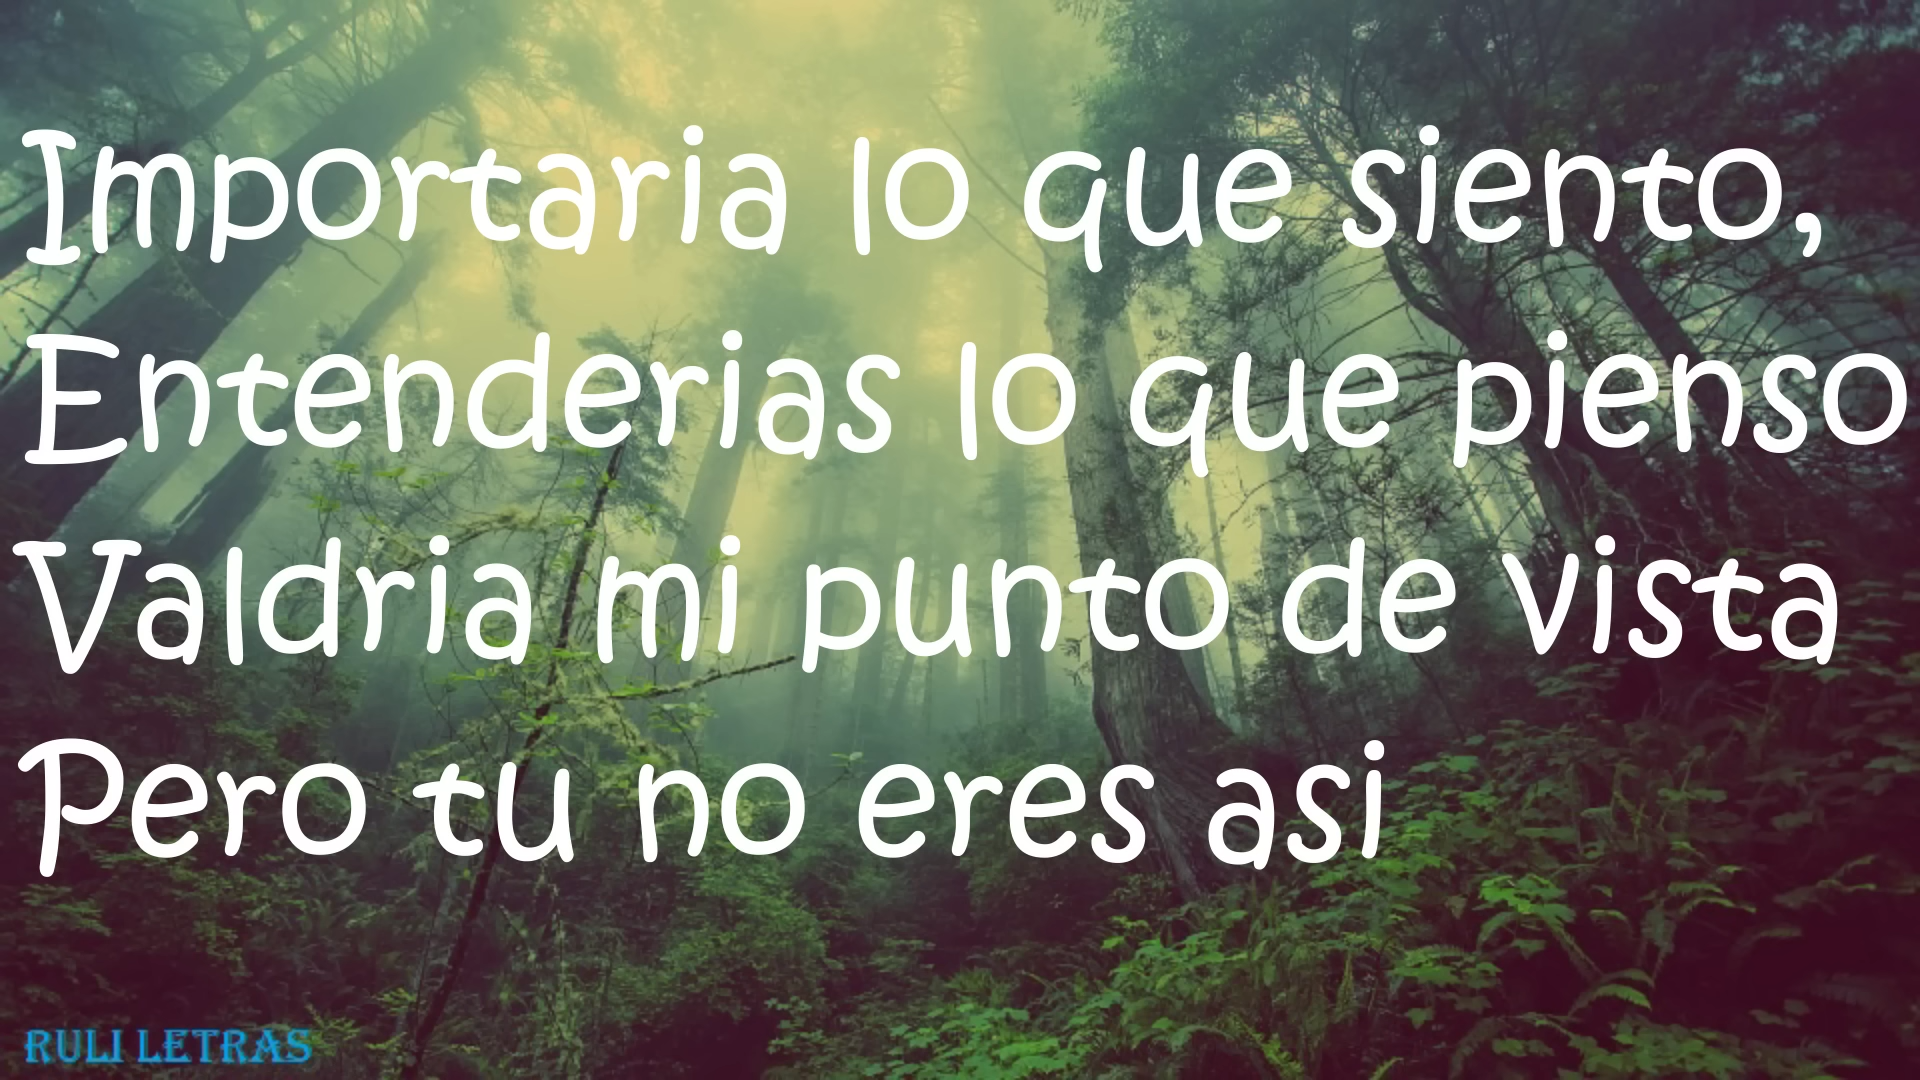 Importaria lo que siento,
Entenderias lo que pienso
Valdria mi punto de vista
Pero tu no eres asi
RULI LETRAS